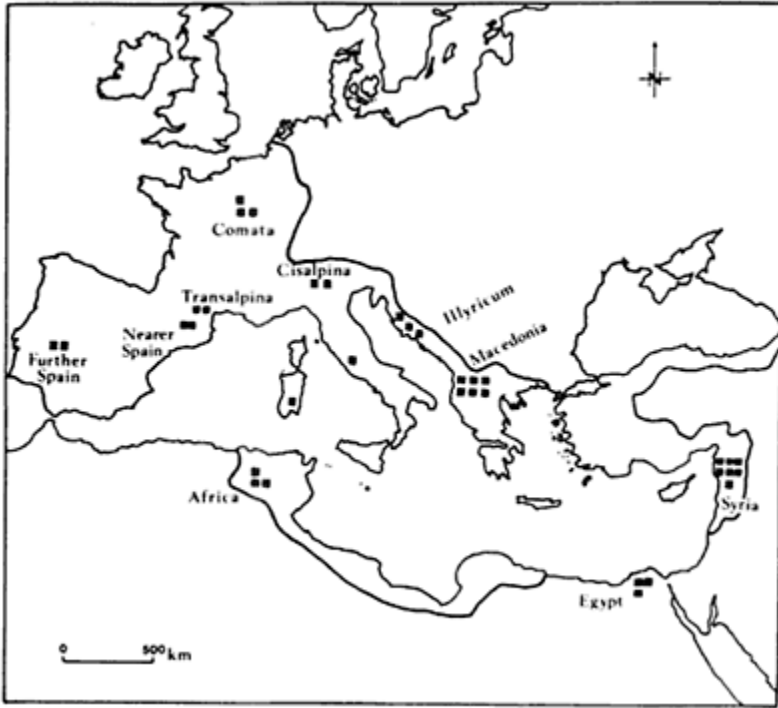 N
Comata
Cisalpina
Illyricum
Transalpina
Nearer
Spain
Macedonia
Further
Spain
Africa
Syria
Egypt
0 500 km